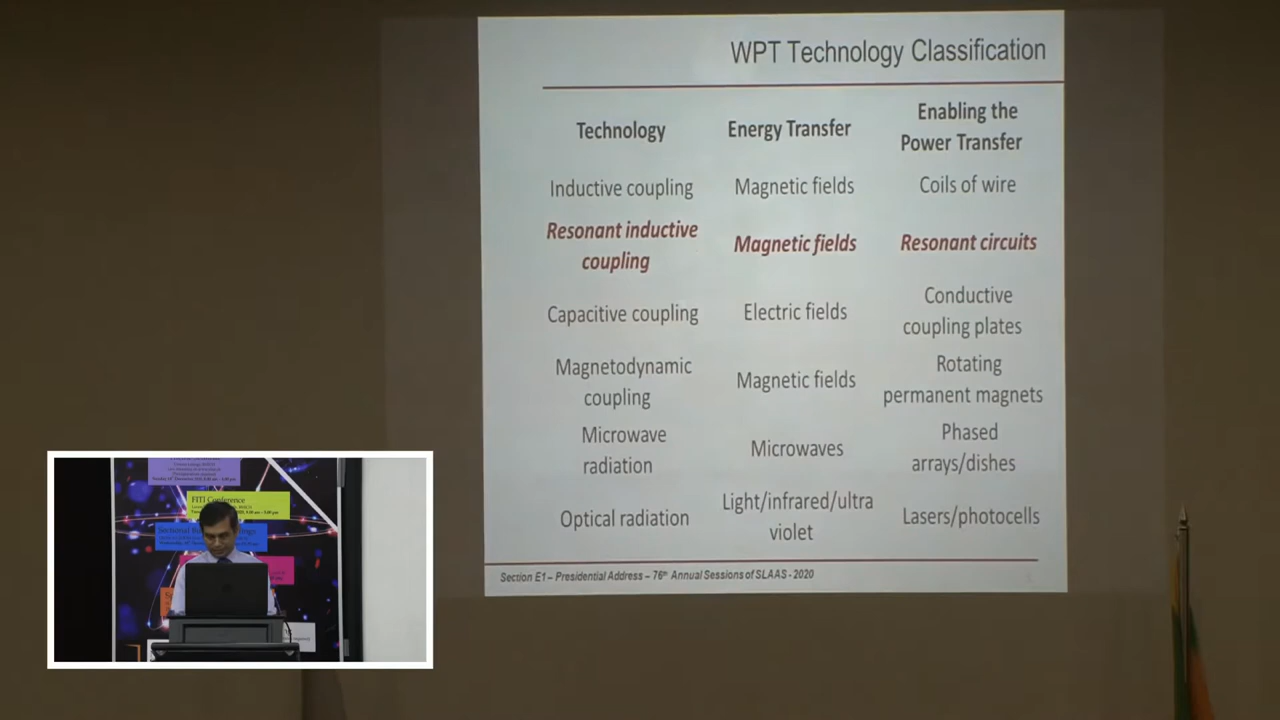 WPT Technology Classification
Technology Energy Transfer Enabling the
Power Transfer
Inductive coupling Magnetic fields Coils of wire
Resonant inductive
coupling Magnetic fields Resonant circuits
Capacitive coupling Electric fields Conductive
coupling plates
Magnetodynamic
coupling Magnetic fields Rotating
permanent magnets
Microwave
radiation Microwaves Phased
arrays/dishes
Optical radiation Light/infrared/ultra
violet Lasers/photocells
Section E1 – Presidential Address – 76th Annual Sessions of SLAAS - 2020
FITI Conference
Sectional